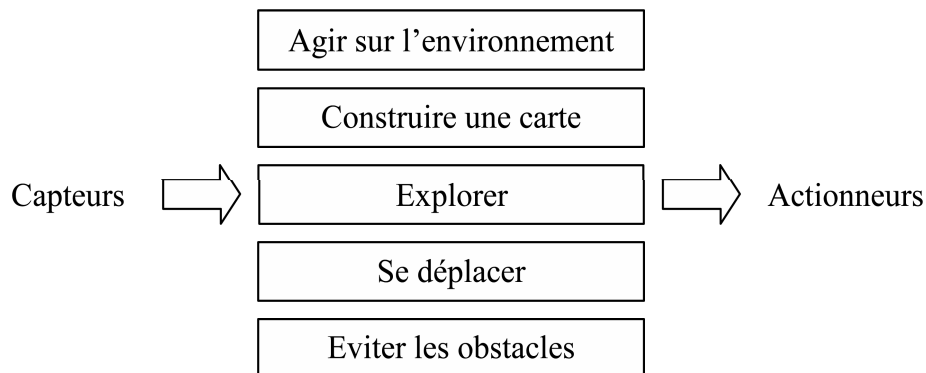 Agir sur l’environnement
Construire une carte
Capteurs
Explorer
Actionneurs
Se déplacer
Eviter les obstacles